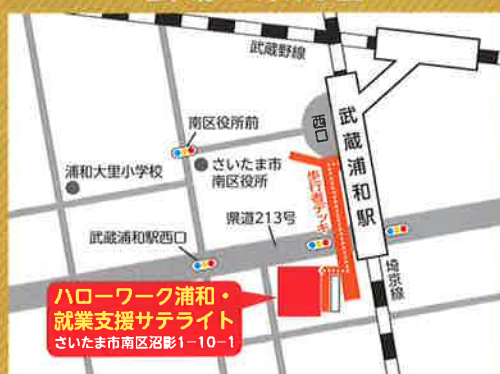 武蔵野線
南区役所前
西口
武蔵浦和駅
浦和大里小学校
さいたま市
南区役所
歩行者デッキ
県道213号
武蔵浦和駅西口
埼京線
ハローワーク浦和・
就業支援サテライト
さいたま市南区沼影1-10-1